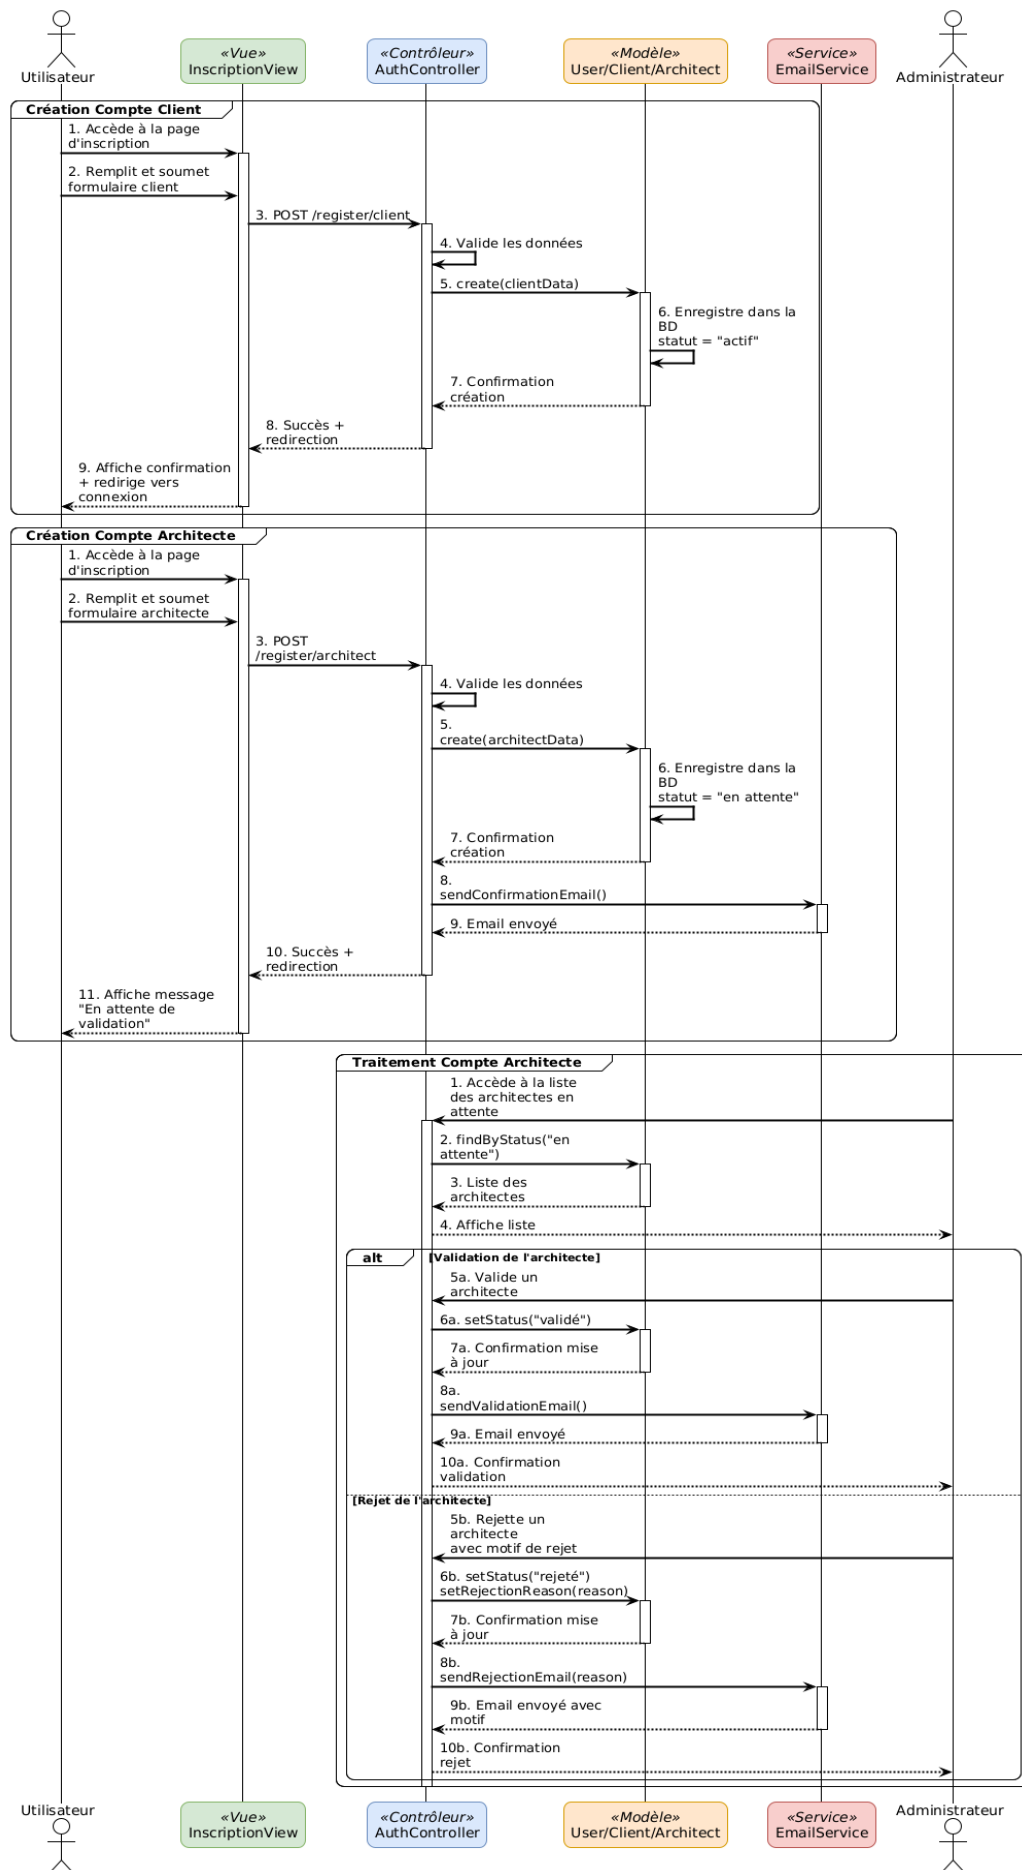 Utilisateur
«Vue»
InscriptionView
«Contrôleur»
AuthController
«Modèle»
User/Client/Architect
«Service»
EmailService
Administrateur
Création Compte Client
1. Accède à la page
d'inscription
2. Remplit et soumet
formulaire client
3. POST /register/client
4. Valide les données
5. create(clientData)
6. Enregistre dans la
BD
statut = "actif"
7. Confirmation
création
8. Succès +
redirection
9. Affiche confirmation
+ redirige vers
connexion
Création Compte Architecte
1. Accède à la page
d'inscription
2. Remplit et soumet
formulaire architecte
3. POST
/register/architect
4. Valide les données
5.
create(architectData)
6. Enregistre dans la
BD
statut = "en attente"
7. Confirmation
création
8.
sendConfirmationEmail()
9. Email envoyé
10. Succès +
redirection
11. Affiche message
"En attente de
validation"
Traitement Compte Architecte
1. Accède à la liste
des architectes en
attente
2. findByStatus("en
attente")
3. Liste des
architectes
4. Affiche liste
alt
[Validation de l'architecte]
5a. Valide un
architecte
6a. setStatus("validé")
7a. Confirmation mise
à jour
8a.
sendValidationEmail()
9a. Email envoyé
10a. Confirmation
validation
[Rejet de l'architecte]
5b. Rejette un
architecte
avec motif de rejet
6b. setStatus("rejeté")
setRejectionReason(reason)
7b. Confirmation mise
à jour
8b.
sendRejectionEmail(reason)
9b. Email envoyé avec
motif
10b. Confirmation
rejet
Utilisateur
«Vue»
InscriptionView
«Contrôleur»
AuthController
«Modèle»
User/Client/Architect
«Service»
EmailService
Administrateur